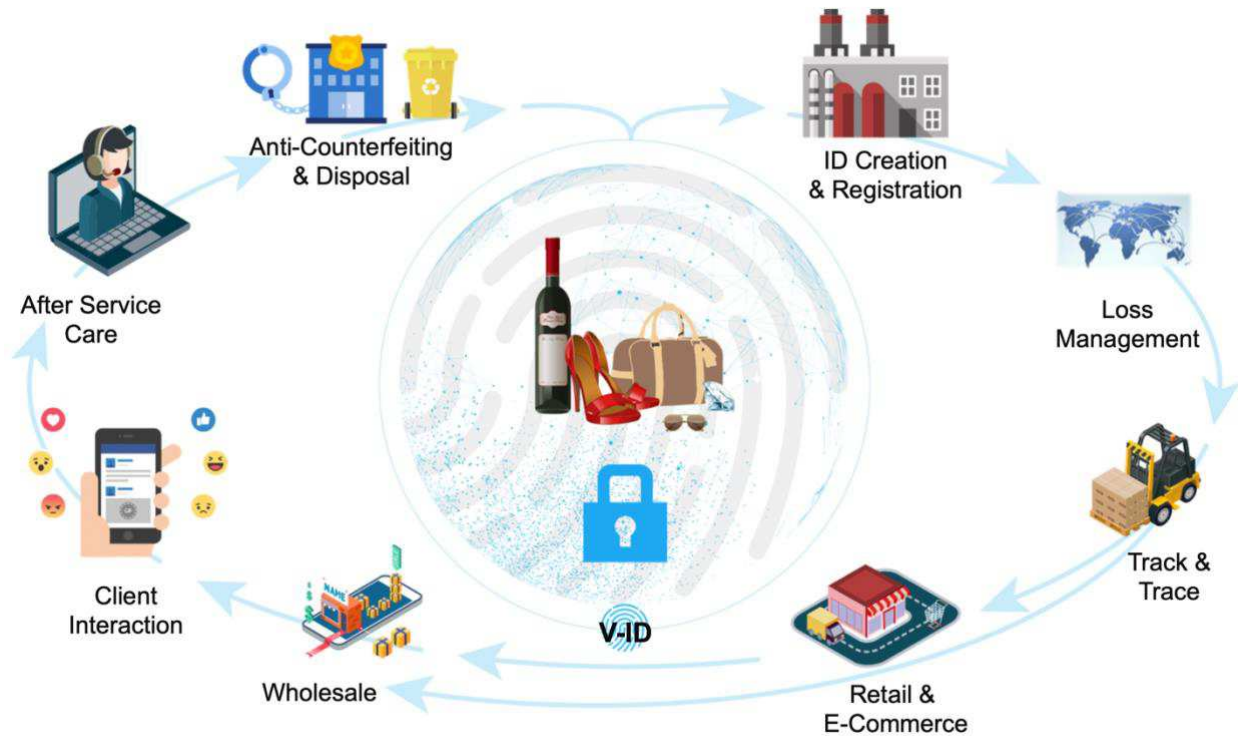 Anti-Counterfeiting
& Disposal
ID Creation
& Registration
After Service
Care
Loss
Management
Track &
Trace
Client
Interaction
NAME
V-ID
Wholesale
Retail &
E-Commerce